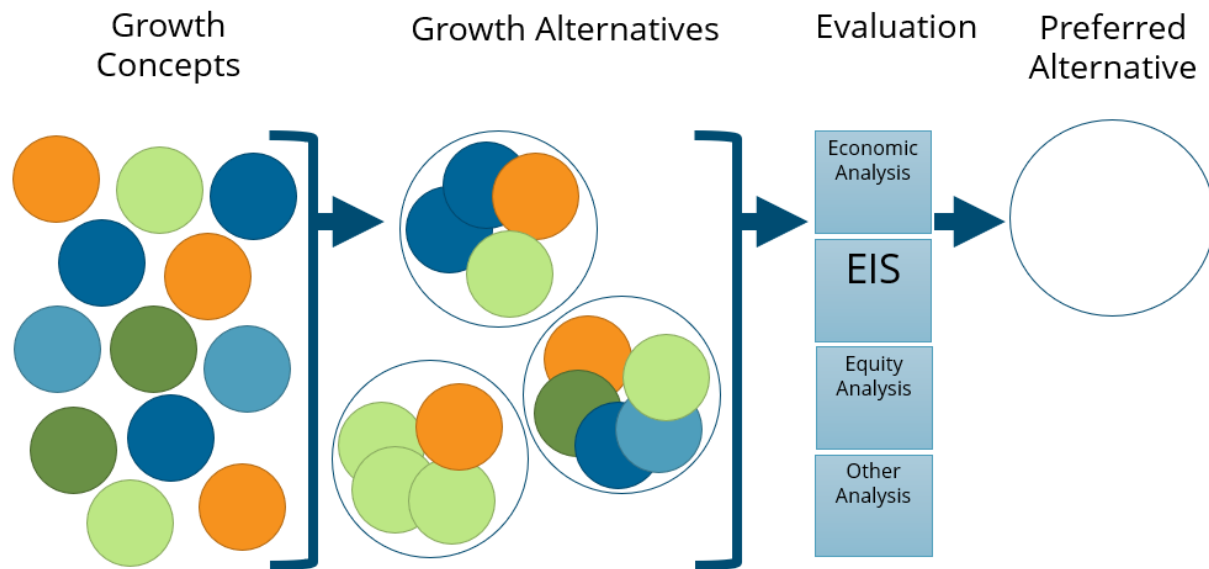 Growth
Concepts
Growth Alternatives
Evaluation
Preferred
Alternative
Economic
Analysis
EIS
Equity
Analysis
Other
Analysis